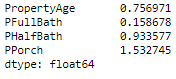 PropertyAge 0.756971
PFullBath 0.158678
PHalfBath 0.933577
PPorch 1.532745
dtype: float64